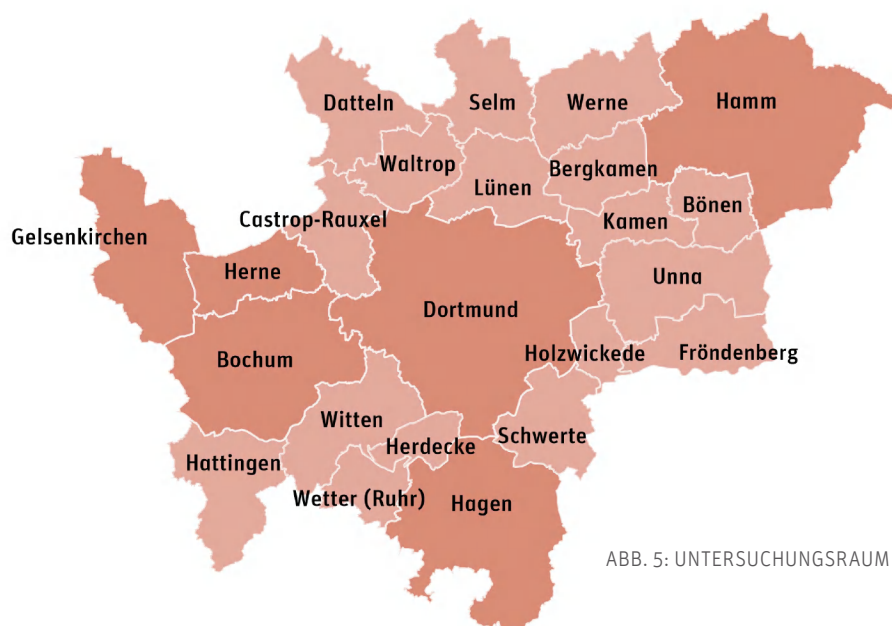 Datteln
Selm
Werne
Hamm
Waltrop
Lünen
Bergkamen
Gelsenkirchen
Castrop-Rauxel
Kamen
Bönen
Herne
Unna
Dortmund
Bochum
Holzwickede
Fröndenberg
Witten
Herdecke
Schwerte
Hattingen
Wetter (Ruhr)
Hagen
ABB. 5: UNTERSUCHUNGSRAUM